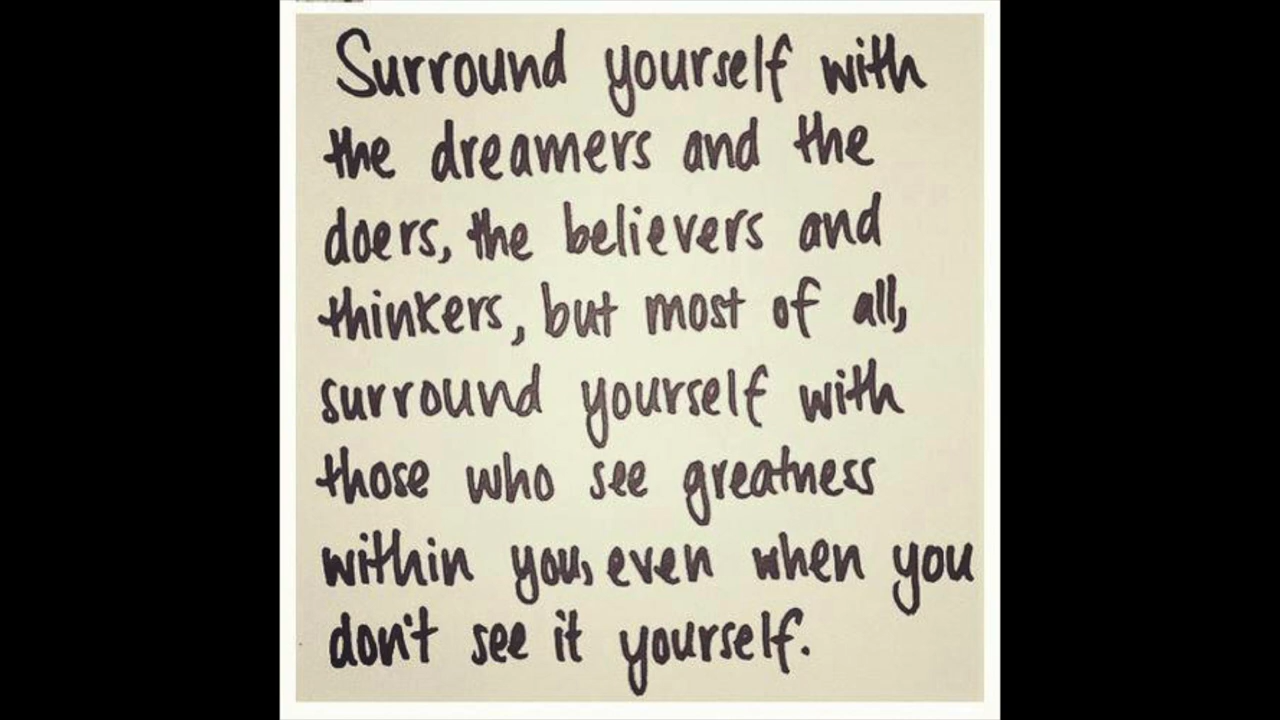 Surround yourself with
the dreamers and the
doers, the believers and
thinkers, but most of all,
surround yourself with
those who see greatness
within you, even when you
don't see it yourself.